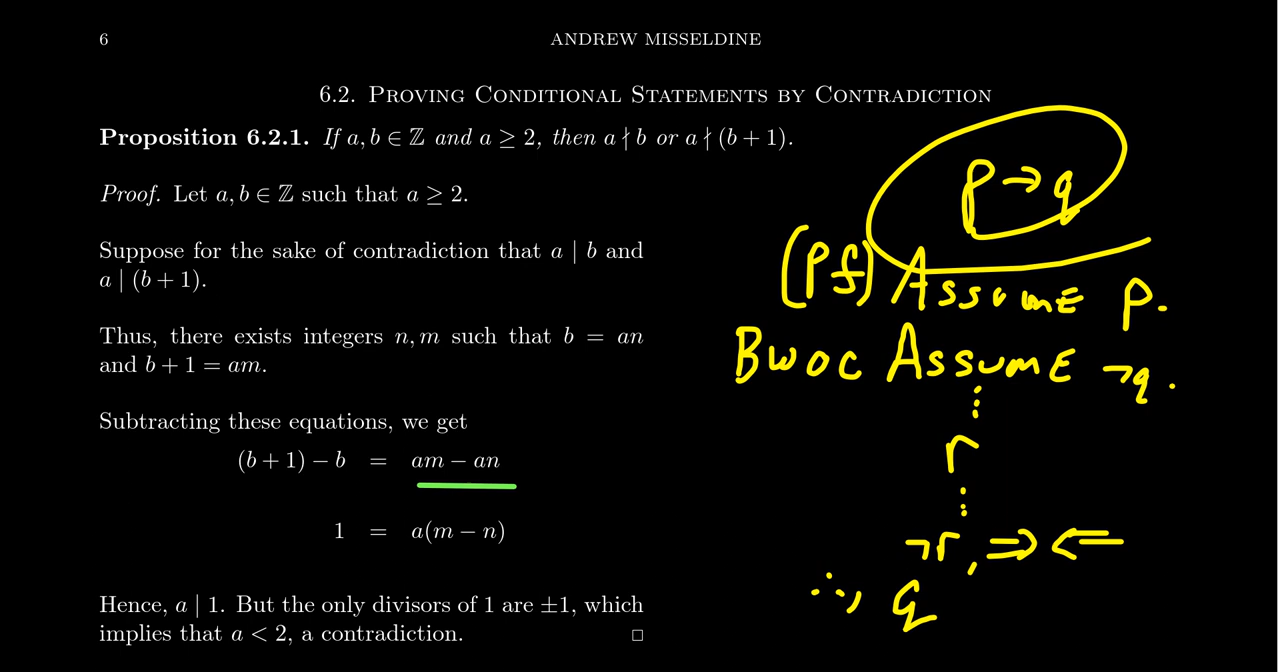 6
ANDREW MISSELDINE
6.2. PROVING CONDITIONAL STATEMENTS BY CONTRADICTION
Proposition 6.2.1. If a, b ∈ ℤ and a ≥ 2, then a ∤ b or a ∤ (b + 1).
Proof. Let a, b ∈ ℤ such that a ≥ 2.
Suppose for the sake of contradiction that a | b and
a | (b + 1).
Thus, there exists integers n, m such that b = an
and b + 1 = am.
Subtracting these equations, we get
(b + 1) − b = am − an
1 = a(m − n)
Hence, a | 1. But the only divisors of 1 are ±1, which
implies that a < 2, a contradiction. □
p → q
(Pf) Assume p.
BWOC Assume ¬q.
⋮
r
⋮
¬r, ⇒⇐
∴, q